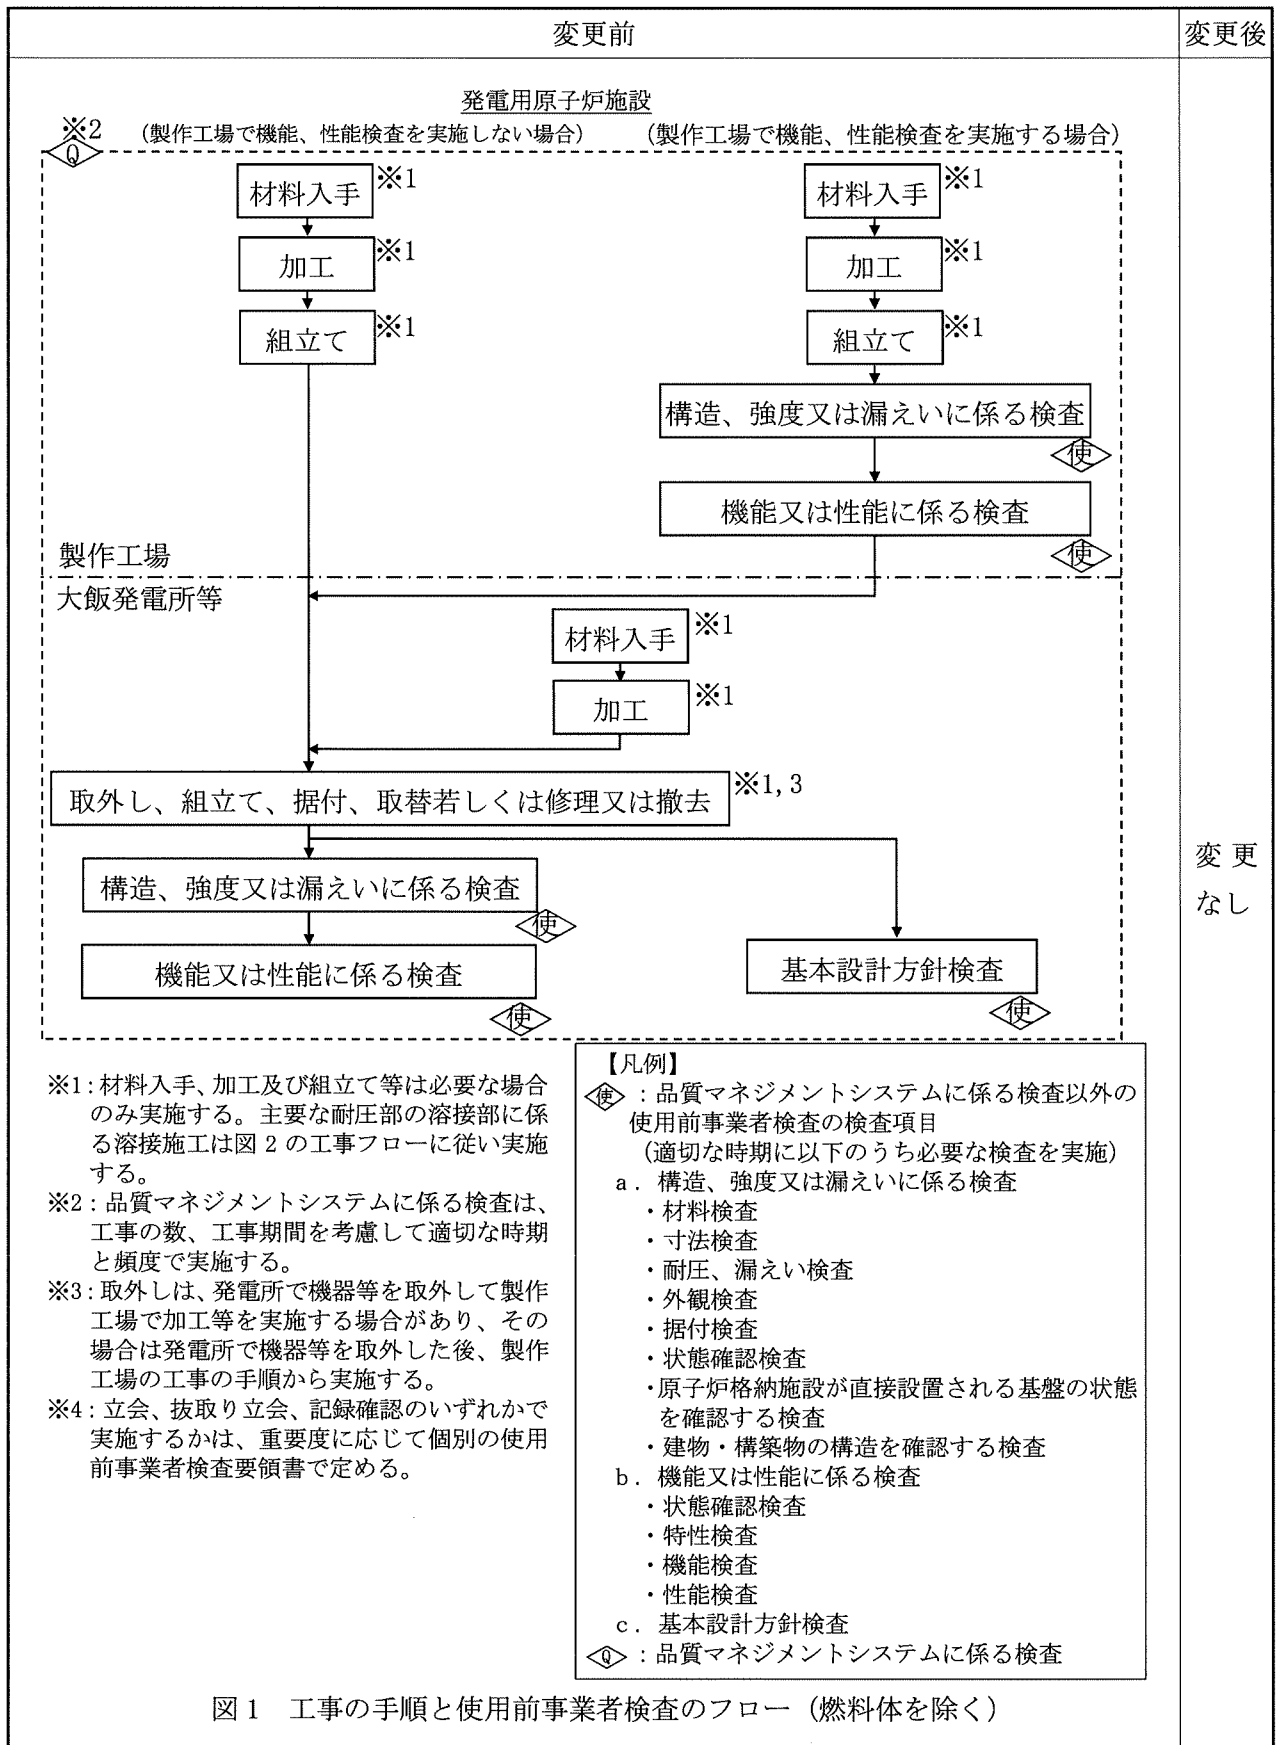 変更前
変更後
発電用原子炉施設
※2
(製作工場で機能、性能検査を実施しない場合)
(製作工場で機能、性能検査を実施する場合)
Q
材料入手
※1
材料入手
※1
加工
※1
加工
※1
組立て
※1
組立て
※1
構造、強度又は漏えいに係る検査
使
機能又は性能に係る検査
使
製作工場
大飯発電所等
材料入手
※1
加工
※1
取外し、組立て、据付、取替若しくは修理又は撤去
※1,3
構造、強度又は漏えいに係る検査
使
機能又は性能に係る検査
使
基本設計方針検査
使
変更
なし
※1:材料入手、加工及び組立て等は必要な場合
のみ実施する。主要な耐圧部の溶接部に係
る溶接施工は図2の工事フローに従い実施
する。
※2:品質マネジメントシステムに係る検査は、
工事の数、工事期間を考慮して適切な時期
と頻度で実施する。
※3:取外しは、発電所で機器等を取外して製作
工場で加工等を実施する場合があり、その
場合は発電所で機器等を取外した後、製作
工場の工事の手順から実施する。
※4:立会、抜取り立会、記録確認のいずれかで
実施するかは、重要度に応じて個別の使用
前事業者検査要領書で定める。
【凡例】
使:品質マネジメントシステムに係る検査以外の
使用前事業者検査の検査項目
(適切な時期に以下のうち必要な検査を実施)
a.構造、強度又は漏えいに係る検査
・材料検査
・寸法検査
・耐圧、漏えい検査
・外観検査
・据付検査
・状態確認検査
・原子炉格納施設が直接設置される基盤の状態
を確認する検査
・建物・構築物の構造を確認する検査
b.機能又は性能に係る検査
・状態確認検査
・特性検査
・機能検査
・性能検査
c.基本設計方針検査
Q:品質マネジメントシステムに係る検査
図1 工事の手順と使用前事業者検査のフロー(燃料体を除く)